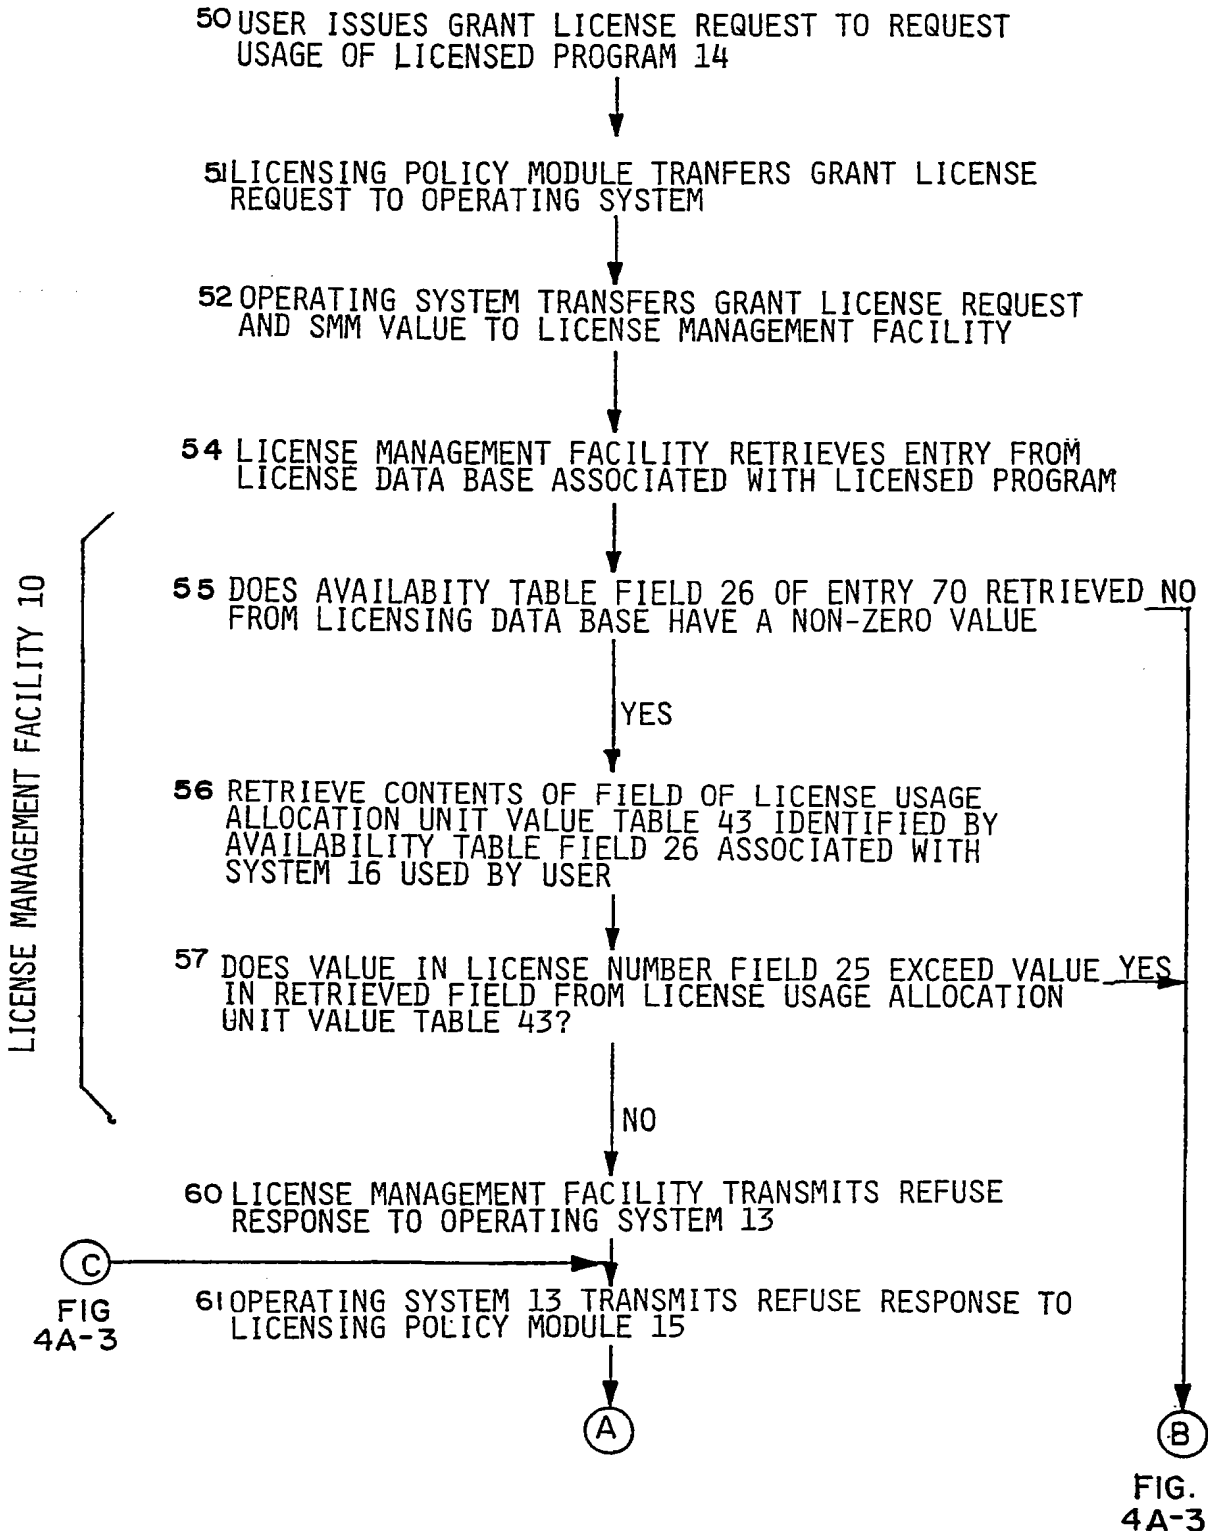 50 USER ISSUES GRANT LICENSE REQUEST TO REQUEST
USAGE OF LICENSED PROGRAM 14
51 LICENSING POLICY MODULE TRANFERS GRANT LICENSE
REQUEST TO OPERATING SYSTEM
52 OPERATING SYSTEM TRANSFERS GRANT LICENSE REQUEST
AND SMM VALUE TO LICENSE MANAGEMENT FACILITY
54 LICENSE MANAGEMENT FACILITY RETRIEVES ENTRY FROM
LICENSE DATA BASE ASSOCIATED WITH LICENSED PROGRAM
LICENSE MANAGEMENT FACILITY 10
55 DOES AVAILABITY TABLE FIELD 26 OF ENTRY 70 RETRIEVED NO
FROM LICENSING DATA BASE HAVE A NON-ZERO VALUE
YES
56 RETRIEVE CONTENTS OF FIELD OF LICENSE USAGE
ALLOCATION UNIT VALUE TABLE 43 IDENTIFIED BY
AVAILABILITY TABLE FIELD 26 ASSOCIATED WITH
SYSTEM 16 USED BY USER
57 DOES VALUE IN LICENSE NUMBER FIELD 25 EXCEED VALUE YES
IN RETRIEVED FIELD FROM LICENSE USAGE ALLOCATION
UNIT VALUE TABLE 43?
NO
60 LICENSE MANAGEMENT FACILITY TRANSMITS REFUSE
RESPONSE TO OPERATING SYSTEM 13
C
FIG
4A-3
61 OPERATING SYSTEM 13 TRANSMITS REFUSE RESPONSE TO
LICENSING POLICY MODULE 15
A
B
FIG.
4A-3